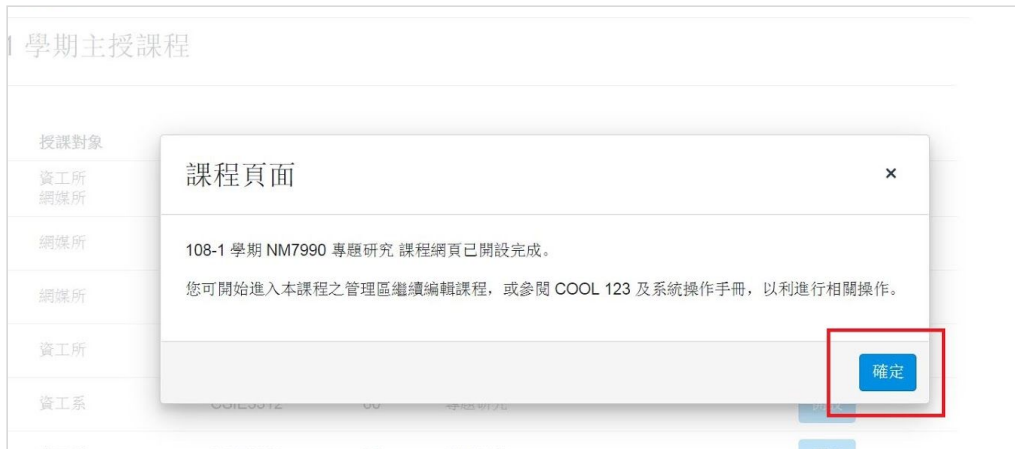 學期主授課程
授課對象
資工所
網媒所
網媒所
網媒所
資工所
資工系
課程頁面
×
108-1 學期 NM7990 專題研究 課程網頁已開設完成。
您可開始進入本課程之管理區繼續編輯課程，或參閱 COOL 123 及系統操作手冊，以利進行相關操作。
確定